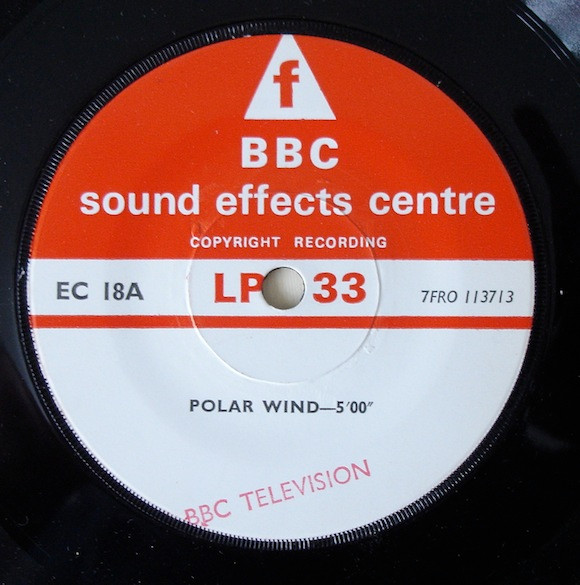 f
BBC
sound effects centre
COPYRIGHT RECORDING
EC 18A LP 33 7FRO 113713
POLAR WIND—5′00″
BBC TELEVISION